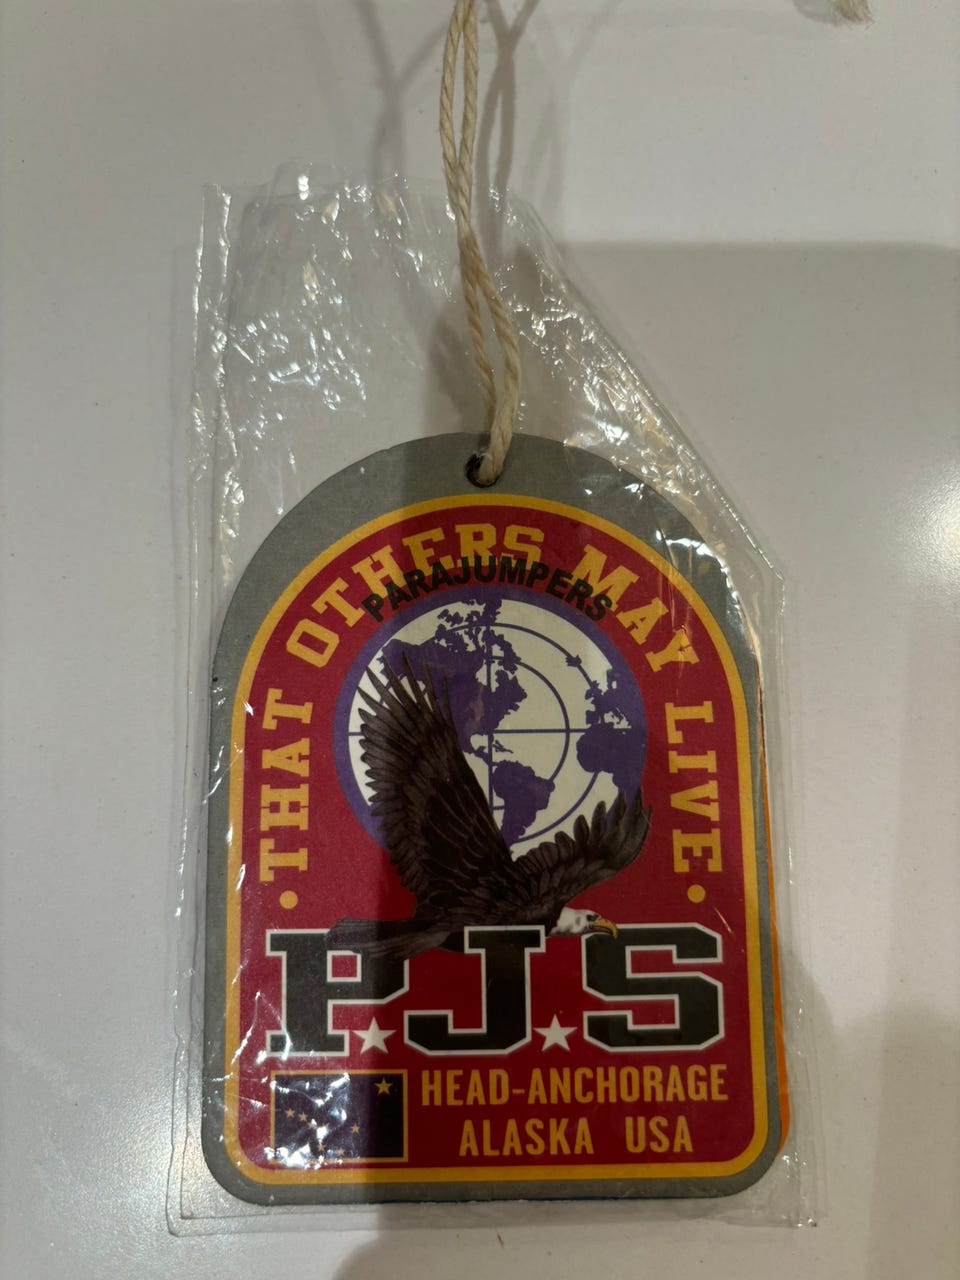 •THAT OTHERS MAY LIVE•
PARAJUMPERS
P.J.S
HEAD-ANCHORAGE
ALASKA USA